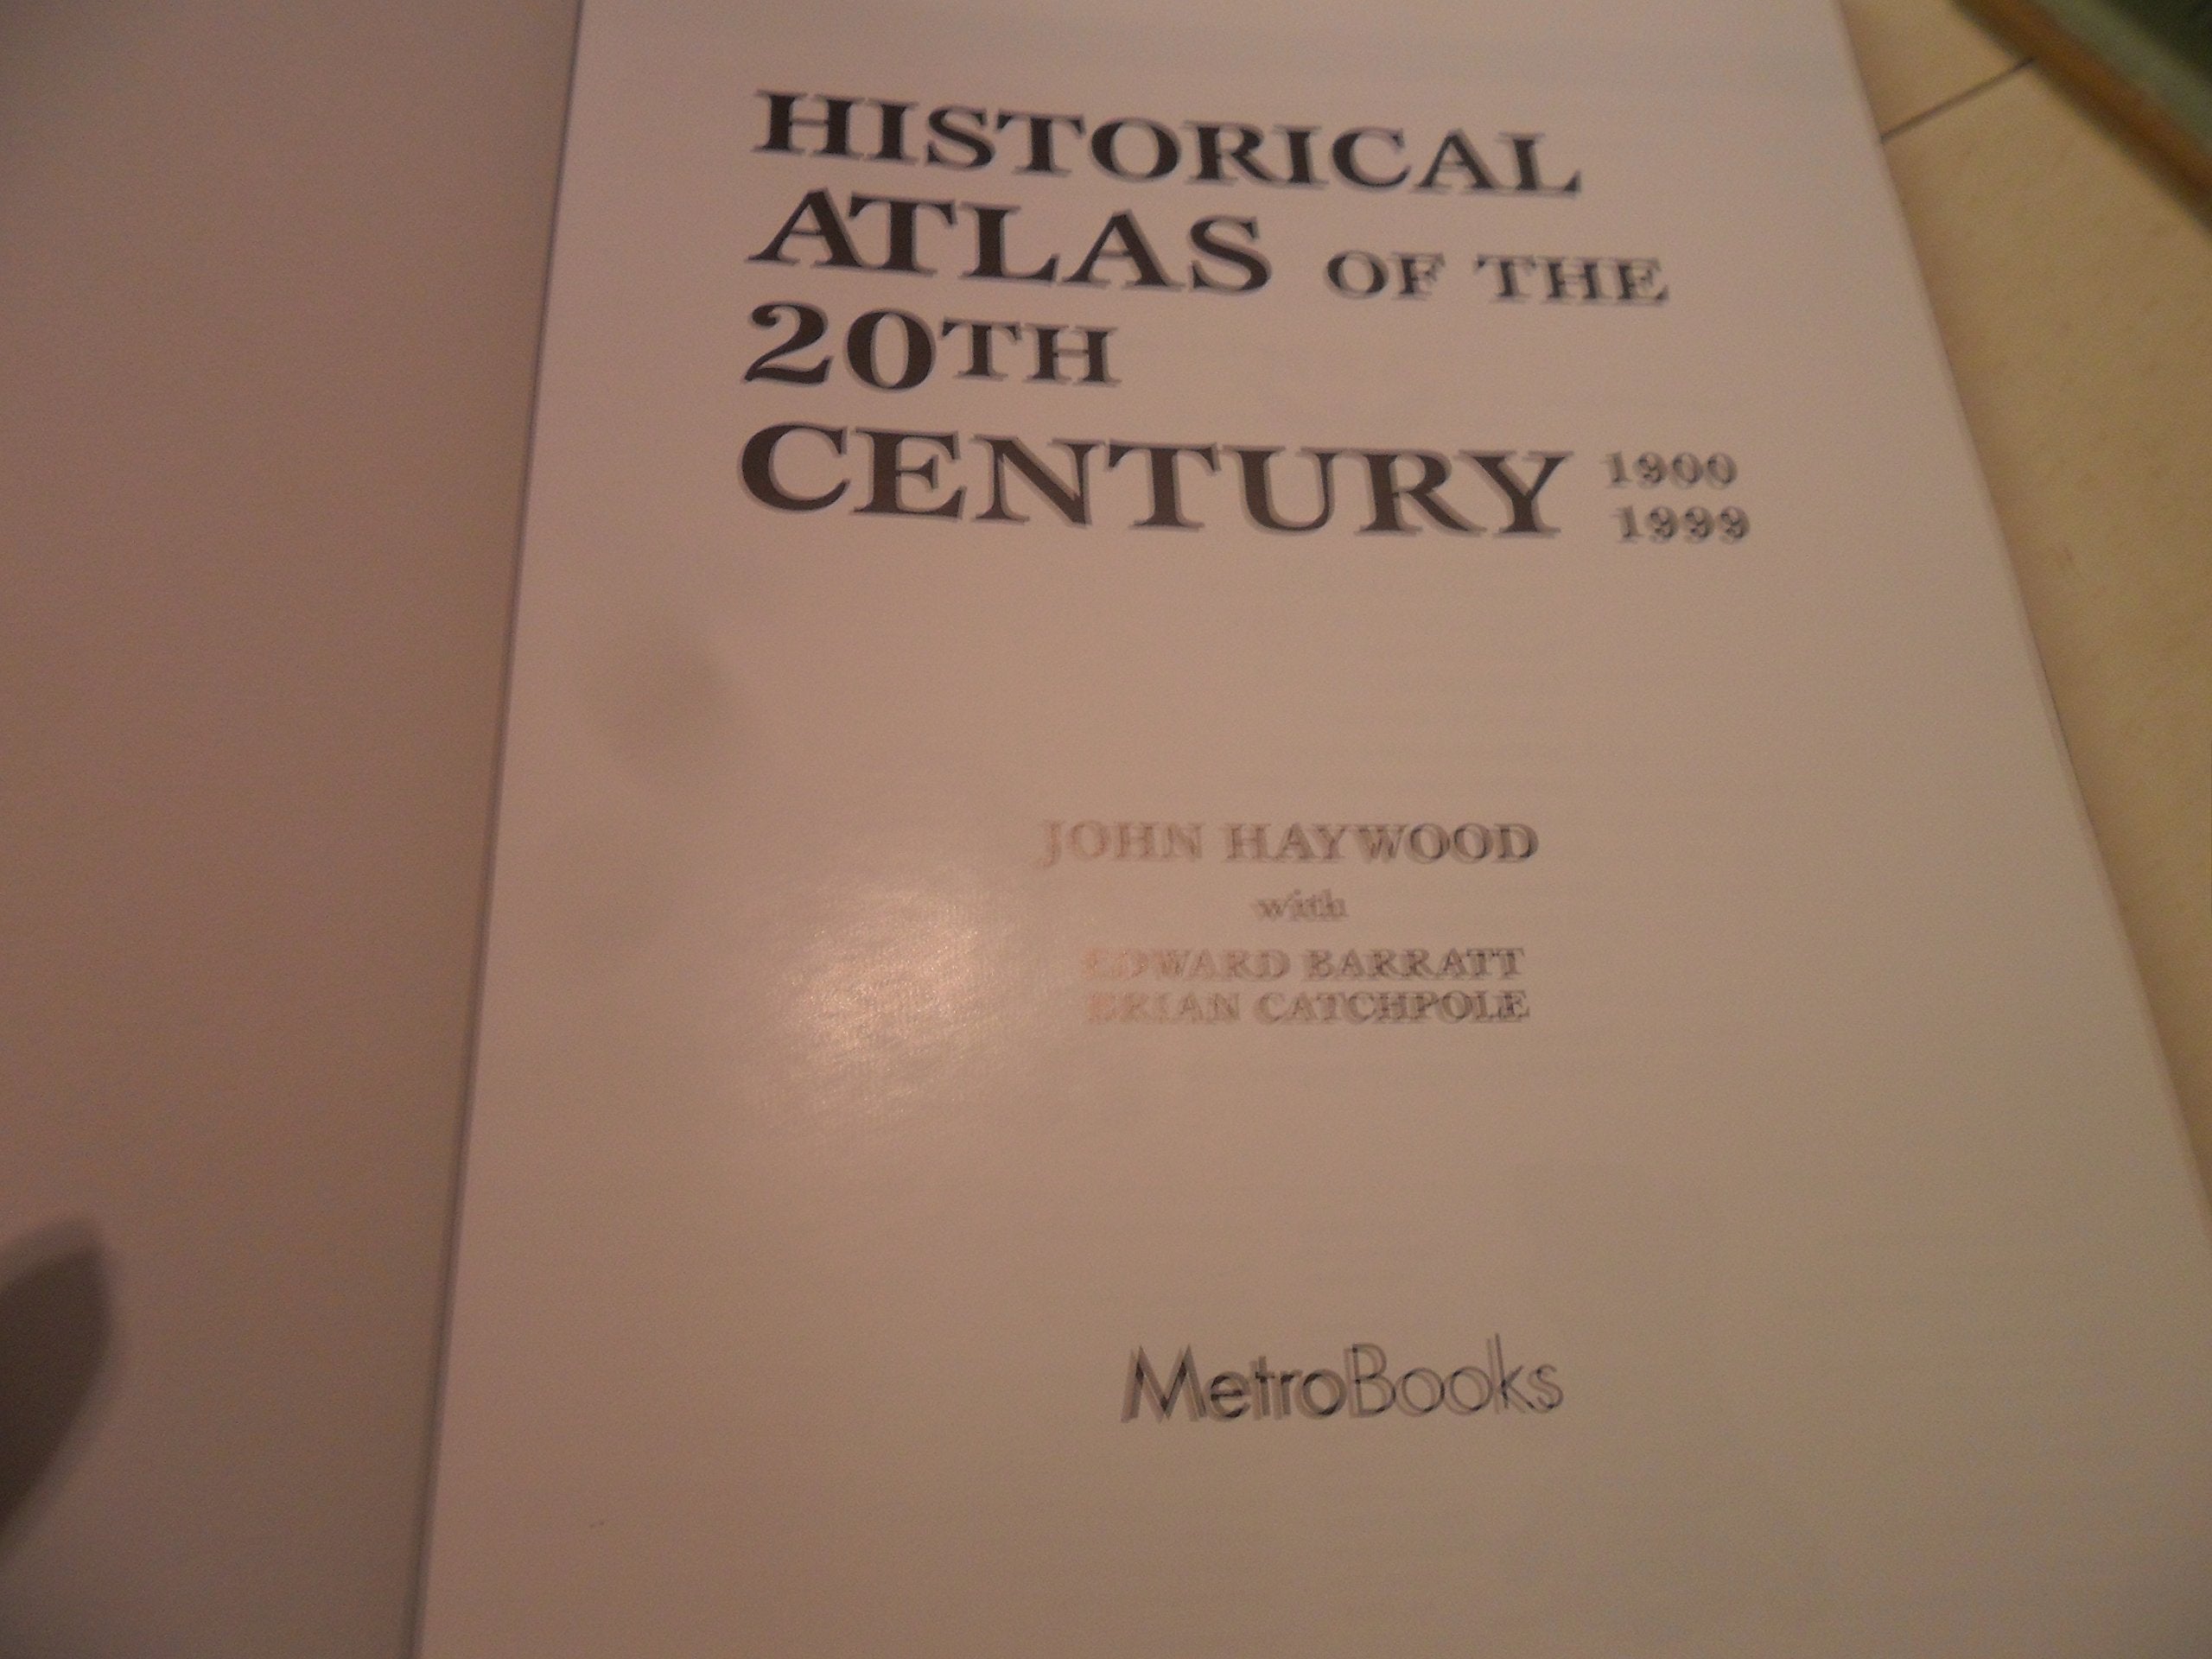 HISTORICAL
ATLAS OF THE
20TH
CENTURY 1900
1999
JOHN HAYWOOD
with
EDWARD BARRATT
BRIAN CATCHPOLE
MetroBooks